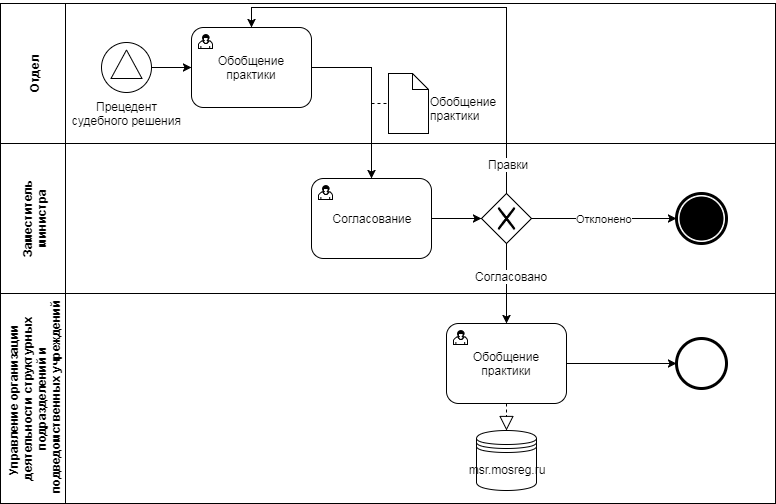 Отдел
Прецедент
судебного решения
Обобщение
практики
Обобщение
практики
Заместитель
министра
Согласование
Правки
Отклонено
Согласовано
Управление организации
деятельности структурных
подразделений и
подведомственных учреждений
Обобщение
практики
msr.mosreg.ru